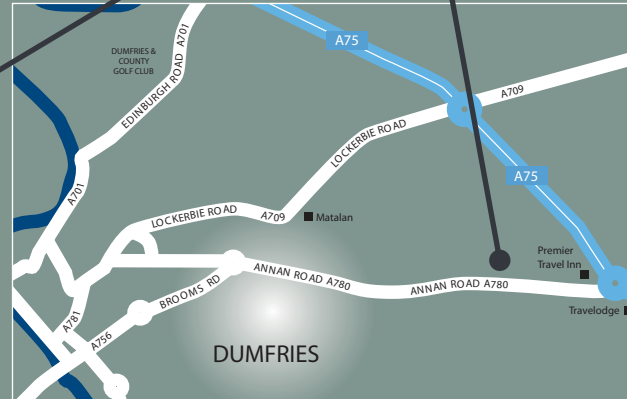 A75
DUMFRIES &
COUNTY
GOLF CLUB
EDINBURGH ROAD A701
A709
LOCKERBIE ROAD
A75
A701
LOCKERBIE ROAD
A709
Matalan
Premier
Travel Inn
ANNAN ROAD A780
ANNAN ROAD A780
BROOMS RD
Travelodge
A781
A756
DUMFRIES